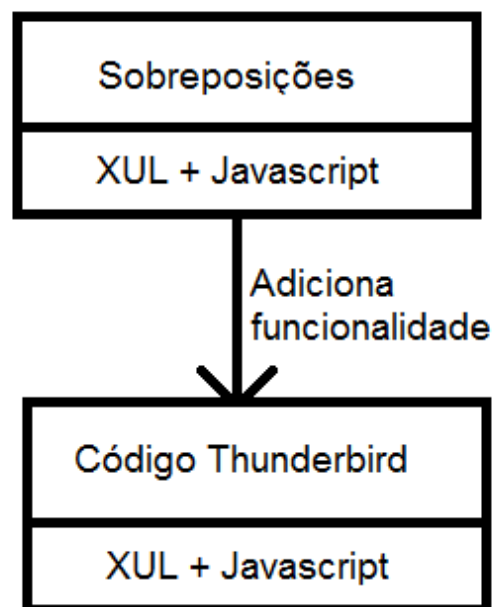 Sobreposições
XUL + Javascript
Adiciona
funcionalidade
Código Thunderbird
XUL + Javascript